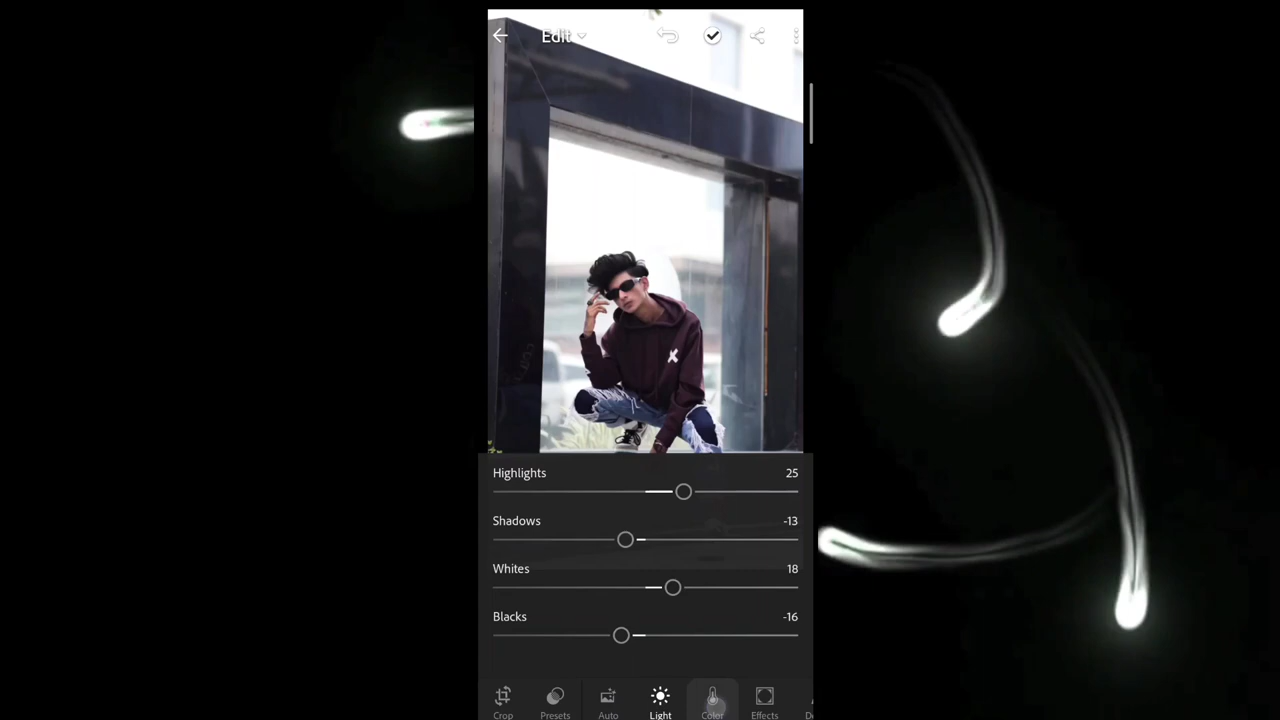 Edit
Highlights 25
Shadows -13
Whites 18
Blacks -16
Crop Presets Auto Light Color Effects